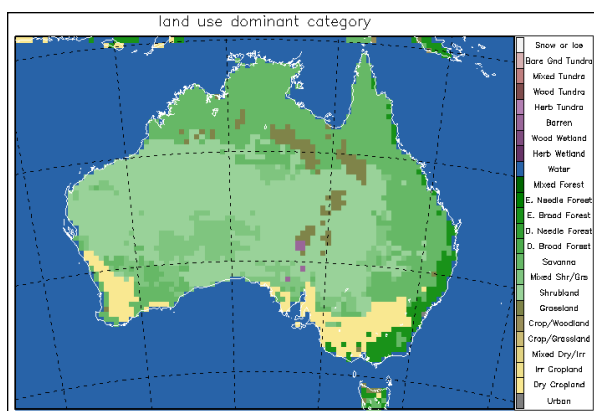 land use dominant category
Snow or Ice
Bare Gnd Tundra
Mixed Tundra
Wood Tundra
Herb Tundra
Barren
Wood Wetland
Herb Wetland
Water
Mixed Forest
E. Needle Forest
E. Broad Forest
D. Needle Forest
D. Broad Forest
Savanna
Mixed Shr/Grs
Shrubland
Grassland
Crop/Woodland
Crop/Grassland
Mixed Dry/Irr
Irr Cropland
Dry Cropland
Urban